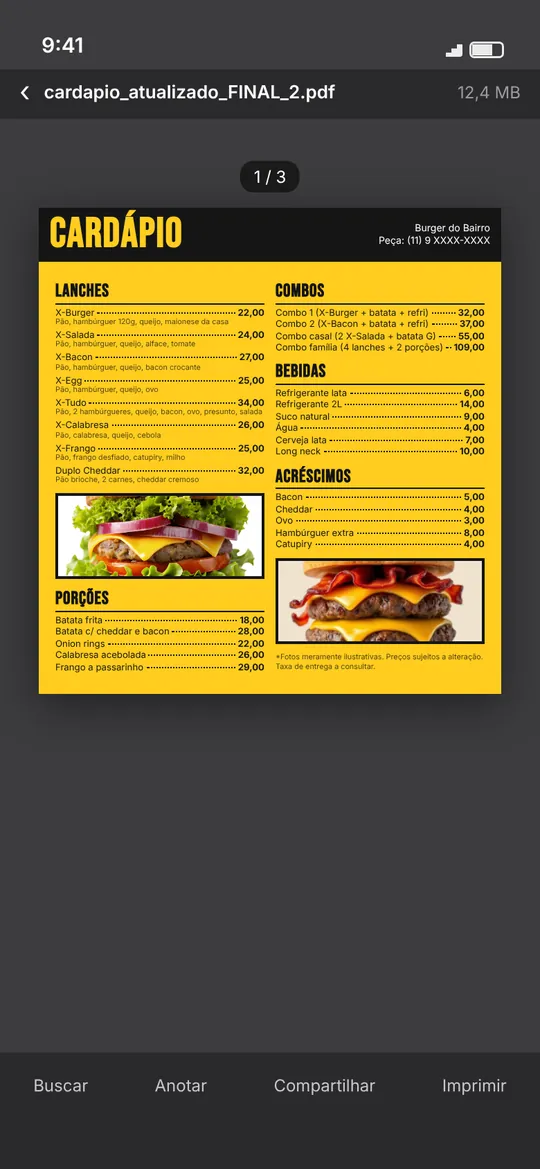 9:41
cardapio_atualizado_FINAL_2.pdf
12,4 MB
1 / 3
CARDÁPIO
Burger do Bairro
Peça: (11) 9 XXXX-XXXX
LANCHES
X-Burger 22,00
Pão, hambúrguer 120g, queijo, maionese da casa
X-Salada 24,00
Pão, hambúrguer, queijo, alface, tomate
X-Bacon 27,00
Pão, hambúrguer, queijo, bacon crocante
X-Egg 25,00
Pão, hambúrguer, queijo, ovo
X-Tudo 34,00
Pão, 2 hambúrgueres, queijo, bacon, ovo, presunto, salada
X-Calabresa 26,00
Pão, calabresa, queijo, cebola
X-Frango 25,00
Pão, frango desfiado, catupiry, milho
Duplo Cheddar 32,00
Pão brioche, 2 carnes, cheddar cremoso
PORÇÕES
Batata frita 18,00
Batata c/ cheddar e bacon 28,00
Onion rings 22,00
Calabresa acebolada 26,00
Frango a passarinho 29,00
COMBOS
Combo 1 (X-Burger + batata + refri) 32,00
Combo 2 (X-Bacon + batata + refri) 37,00
Combo casal (2 X-Salada + batata G) 55,00
Combo família (4 lanches + 2 porções) 109,00
BEBIDAS
Refrigerante lata 6,00
Refrigerante 2L 14,00
Suco natural 9,00
Água 4,00
Cerveja lata 7,00
Long neck 10,00
ACRÉSCIMOS
Bacon 5,00
Cheddar 4,00
Ovo 3,00
Hambúrguer extra 8,00
Catupiry 4,00
*Fotos meramente ilustrativas. Preços sujeitos a alteração.
Taxa de entrega a consultar.
Buscar
Anotar
Compartilhar
Imprimir